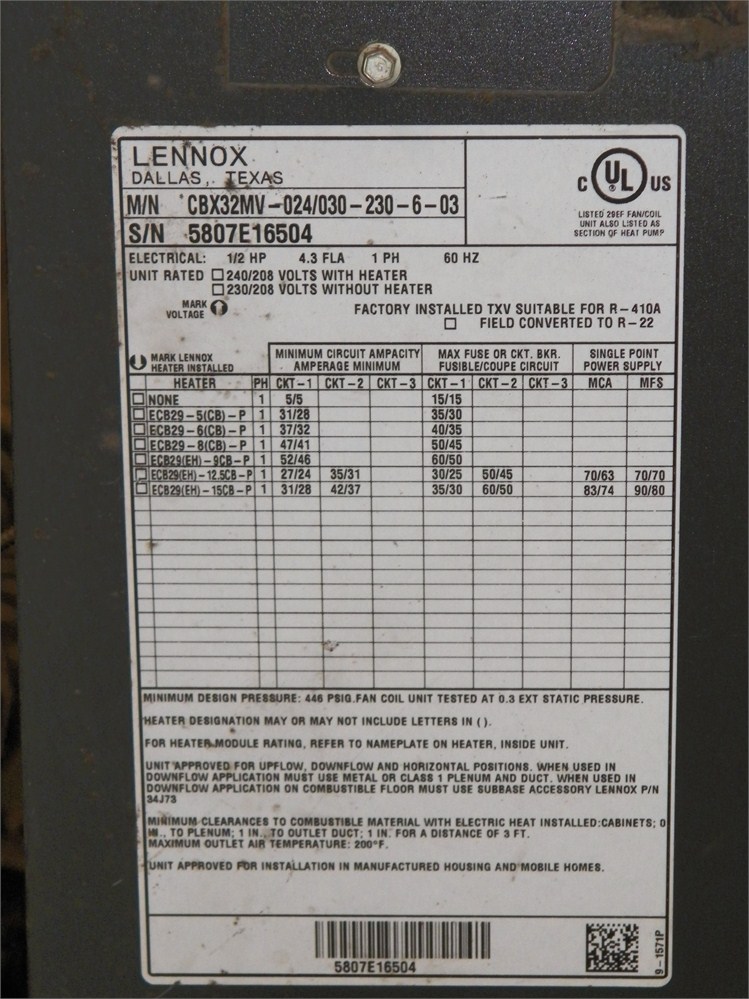 LENNOX
DALLAS, TEXAS
M/N CBX32MV-024/030-230-6-03
S/N 5807E16504
C UL US
LISTED 29EF FAN/COIL
UNIT ALSO LISTED AS
SECTION OF HEAT PUMP
ELECTRICAL: 1/2 HP 4.3 FLA 1 PH 60 HZ
UNIT RATED 240/208 VOLTS WITH HEATER
230/208 VOLTS WITHOUT HEATER
MARK VOLTAGE
FACTORY INSTALLED TXV SUITABLE FOR R-410A
FIELD CONVERTED TO R-22
MARK LENNOX HEATER INSTALLED
MINIMUM CIRCUIT AMPACITY AMPERAGE MINIMUM
MAX FUSE OR CKT. BKR. FUSIBLE/COUPE CIRCUIT
SINGLE POINT POWER SUPPLY
HEATER PH CKT-1 CKT-2 CKT-3 CKT-1 CKT-2 CKT-3 MCA MFS
NONE 1 5/5 15/15
ECB29-5(CB)-P 1 31/28 35/30
ECB29-6(CB)-P 1 37/32 40/35
ECB29-8(CB)-P 1 47/41 50/45
ECB29(EH)-9CB-P 1 52/46 60/50
ECB29(EH)-12.5CB-P 1 27/24 35/31 30/25 50/45 70/63 70/70
ECB29(EH)-15CB-P 1 31/28 42/37 35/30 60/50 83/74 90/80
MINIMUM DESIGN PRESSURE: 446 PSIG.FAN COIL UNIT TESTED AT 0.3 EXT STATIC PRESSURE.
HEATER DESIGNATION MAY OR MAY NOT INCLUDE LETTERS IN ( ).
FOR HEATER MODULE RATING, REFER TO NAMEPLATE ON HEATER, INSIDE UNIT.
UNIT APPROVED FOR UPFLOW, DOWNFLOW AND HORIZONTAL POSITIONS. WHEN USED IN
DOWNFLOW APPLICATION MUST USE METAL OR CLASS 1 PLENUM AND DUCT. WHEN USED IN
DOWNFLOW APPLICATION ON COMBUSTIBLE FLOOR MUST USE SUBBASE ACCESSORY LENNOX P/N
34J73
MINIMUM CLEARANCES TO COMBUSTIBLE MATERIAL WITH ELECTRIC HEAT INSTALLED:CABINETS; 0
IN., TO PLENUM; 1 IN., TO OUTLET DUCT; 1 IN. FOR A DISTANCE OF 3 FT.
MAXIMUM OUTLET AIR TEMPERATURE: 200°F.
UNIT APPROVED FOR INSTALLATION IN MANUFACTURED HOUSING AND MOBILE HOMES.
5807E16504
9-1571P